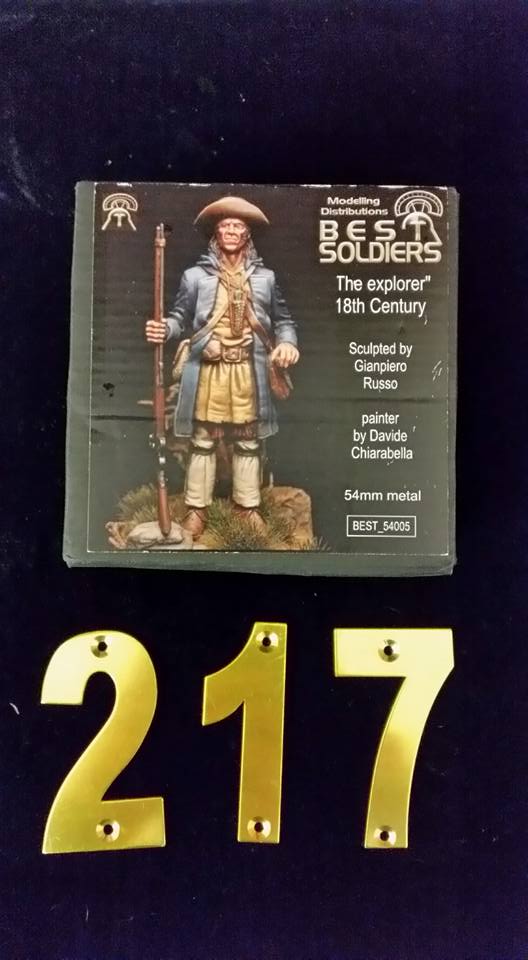 Modelling
Distributions
BEST
SOLDIERS
The explorer"
18th Century
Sculpted by
Gianpiero
Russo
painter
by Davide
Chiarabella
54mm metal
BEST_54005
217